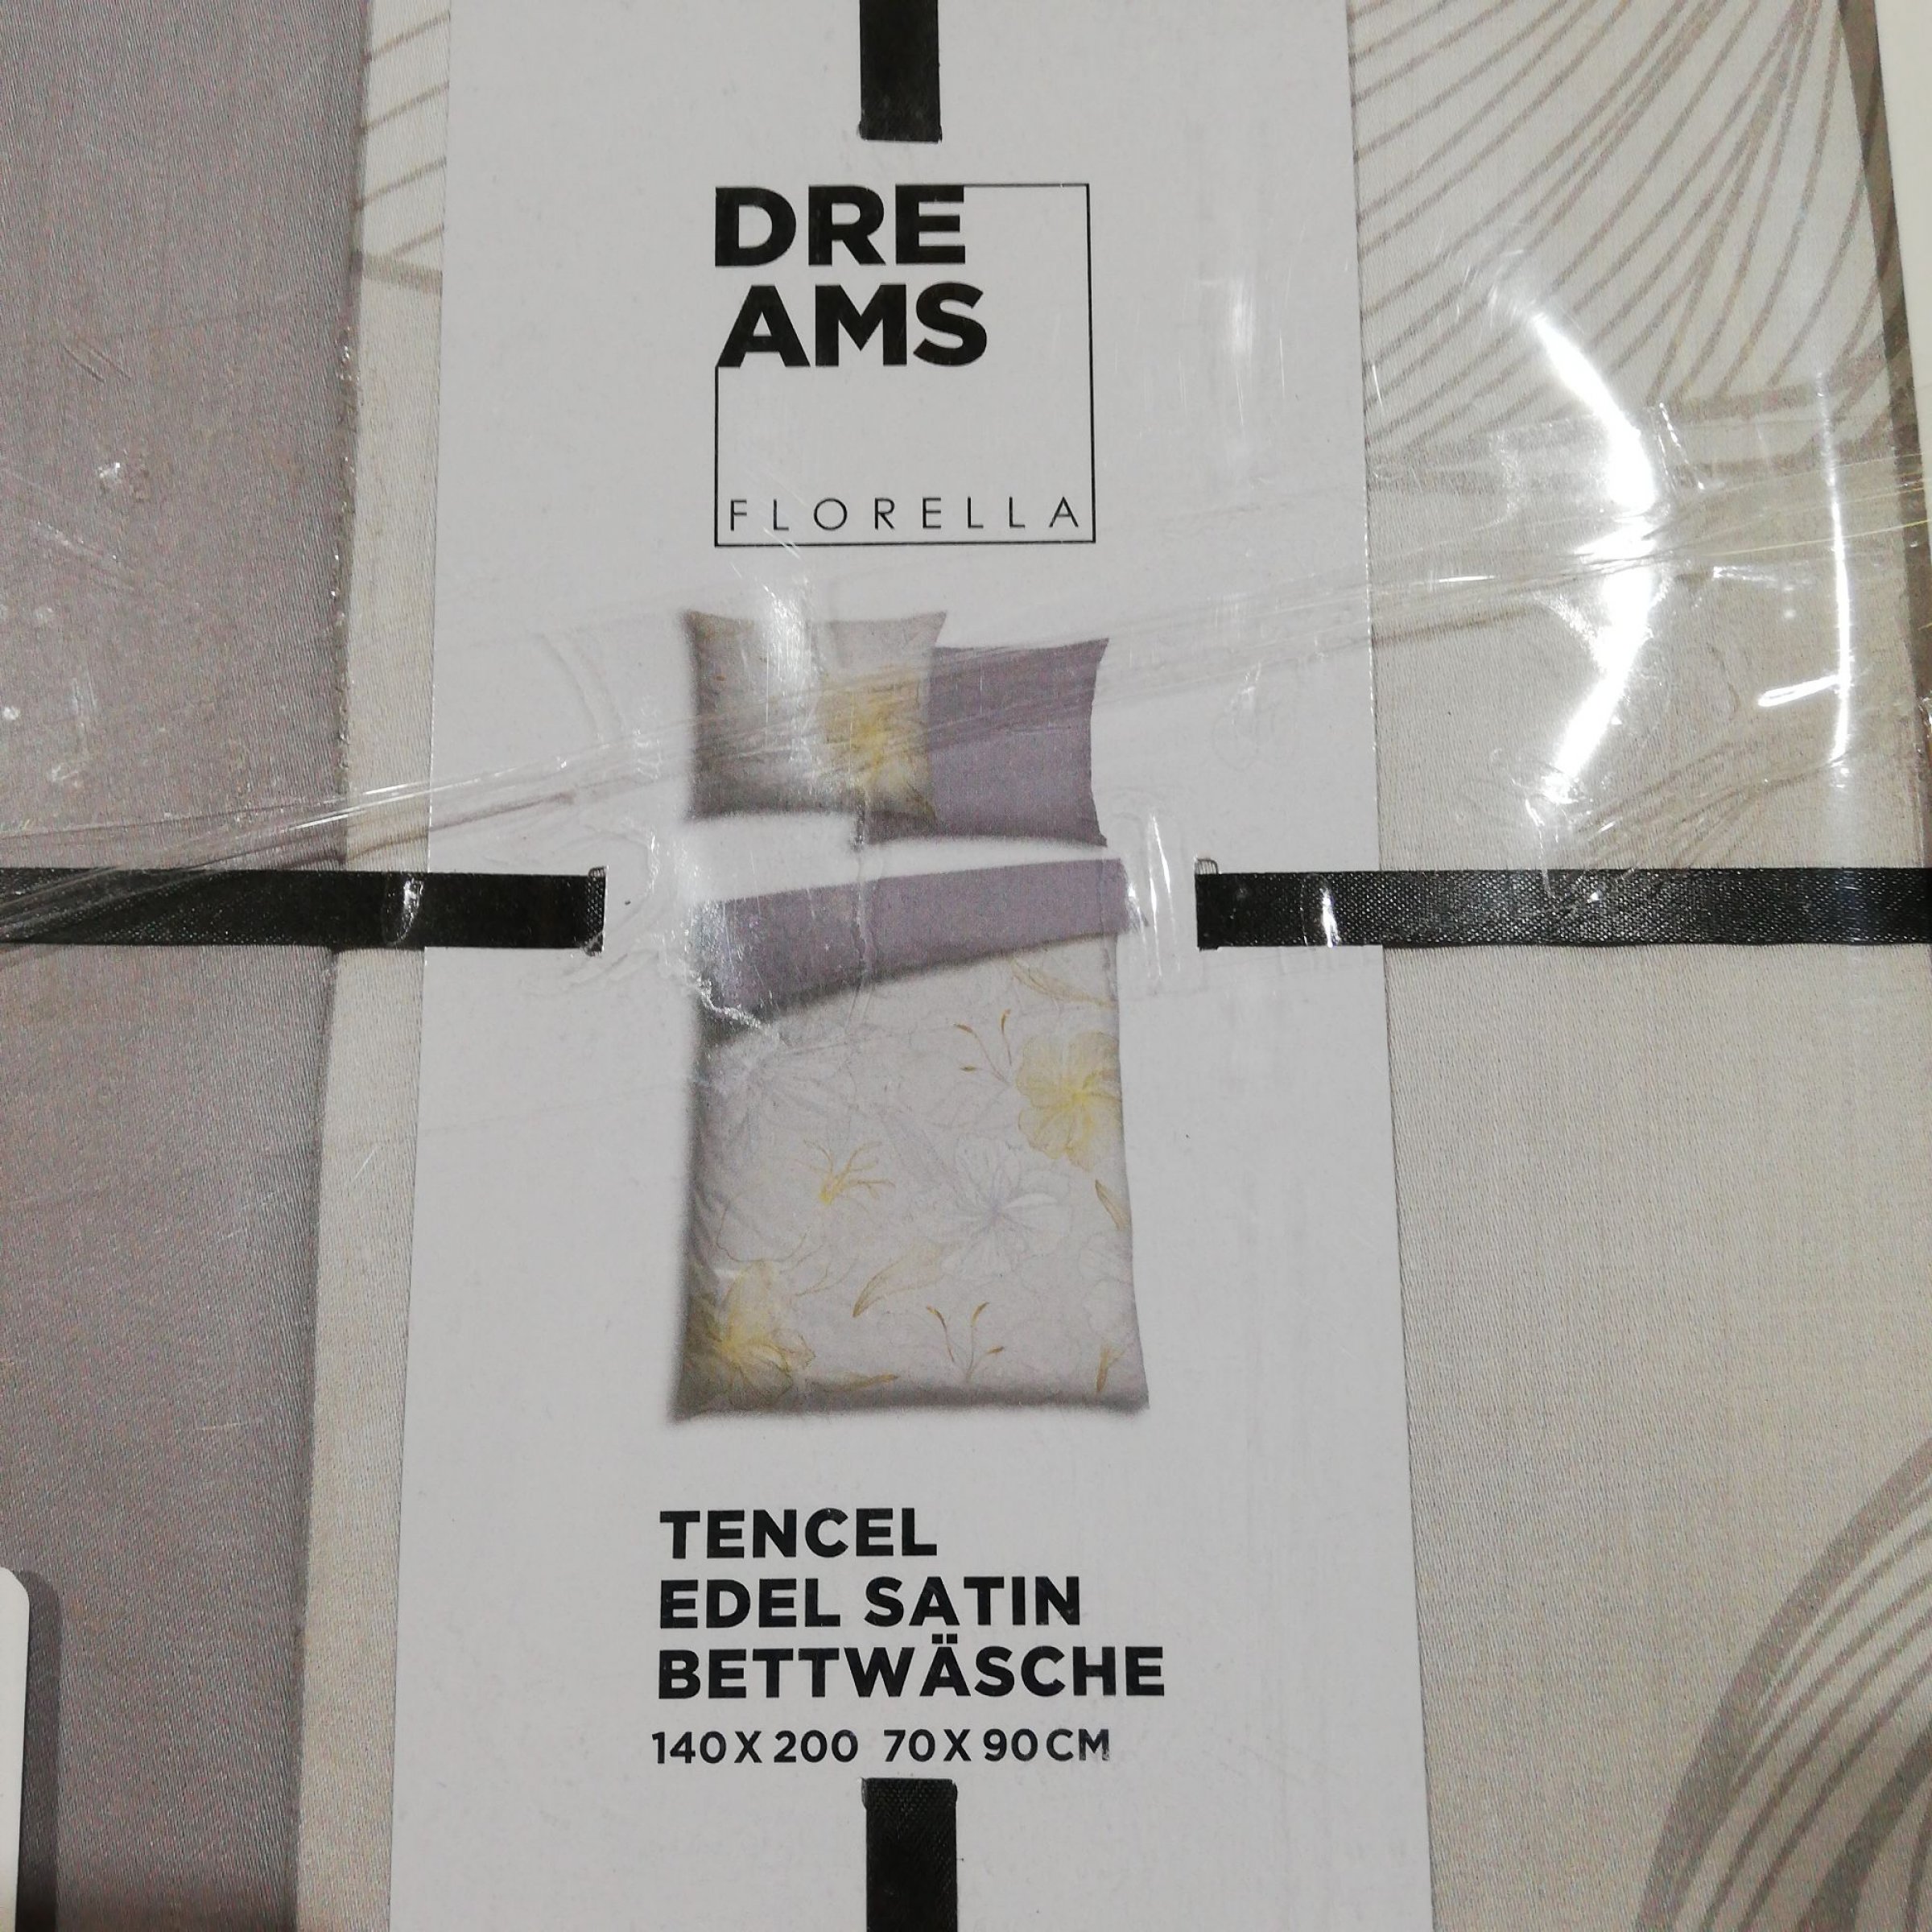 DRE
AMS
FLORELLA
TENCEL
EDEL SATIN
BETTWÄSCHE
140 X 200 70 X 90 CM